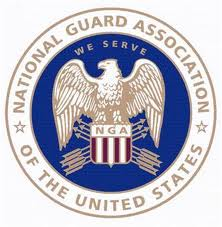 NATIONAL GUARD ASSOCIATION
OF THE UNITED STATES
WE SERVE
NGA